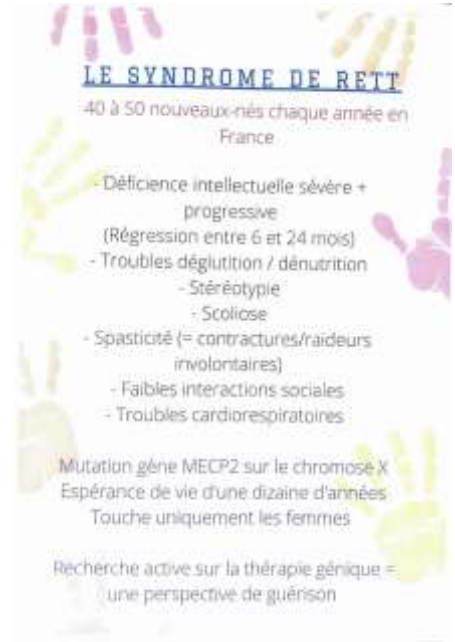 LE SYNDROME DE RETT
40 à 50 nouveaux-nés chaque année en
France
- Déficience intellectuelle sévère +
progressive
(Régression entre 6 et 24 mois)
- Troubles déglutition / dénutrition
- Stéréotypie
- Scoliose
- Spasticité (= contractures/raideurs
involontaires)
- Faibles interactions sociales
- Troubles cardiorespiratoires
Mutation gène MECP2 sur le chromose X
Espérance de vie d'une dizaine d'années
Touche uniquement les femmes
Recherche active sur la thérapie génique =
une perspective de guérison